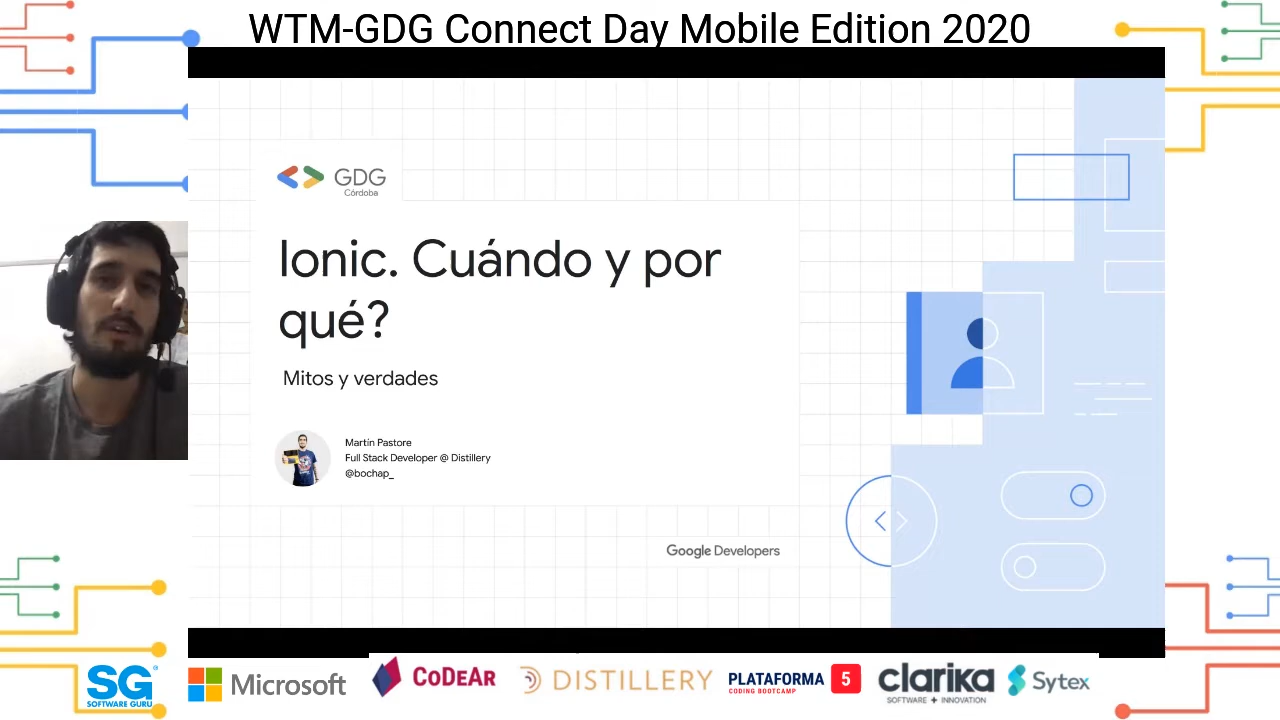 WTM-GDG Connect Day Mobile Edition 2020
GDG
Córdoba
Ionic. Cuándo y por
qué?
Mitos y verdades
Martín Pastore
Full Stack Developer @ Distillery
@bochap_
Google Developers
SG
SOFTWARE GURU
Microsoft
CODEAR
DISTILLERY
PLATAFORMA 5
CODING BOOTCAMP
clarika
SOFTWARE + INNOVATION
Sytex